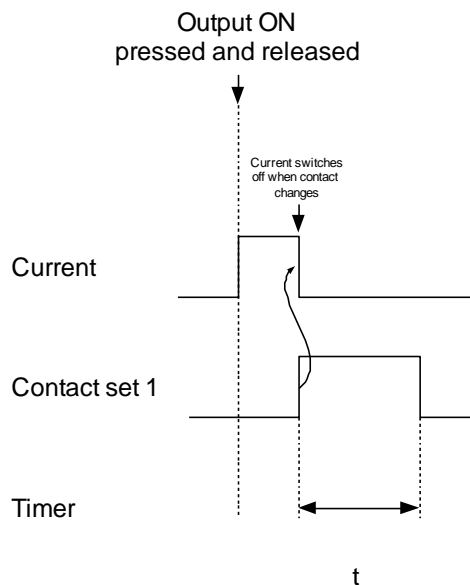 Output ON
pressed and released
Current switches
off when contact
changes
Current
Contact set 1
Timer
t